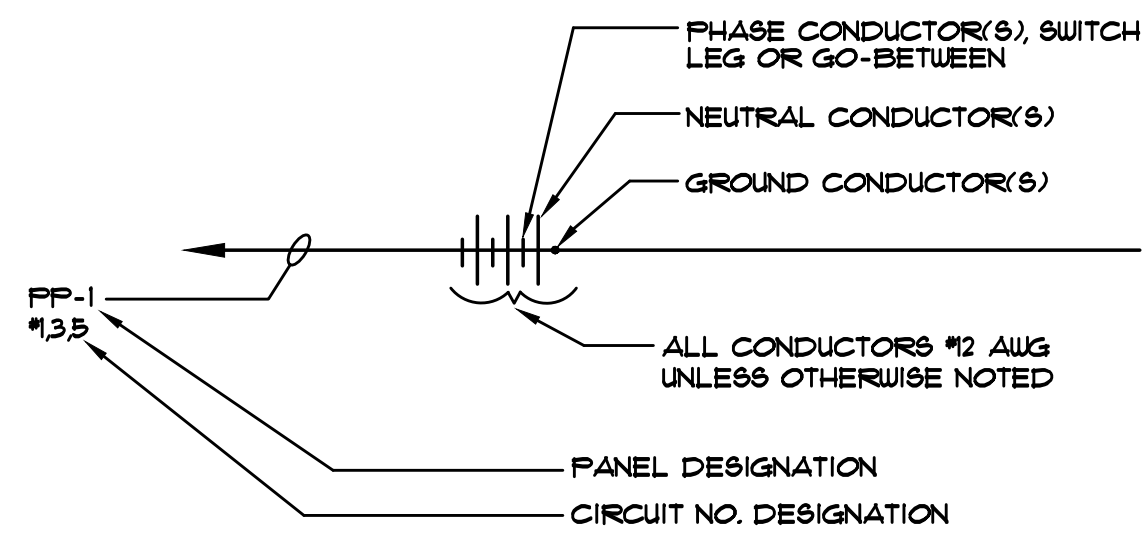 PHASE CONDUCTOR(S), SWITCH
LEG OR GO-BETWEEN
NEUTRAL CONDUCTOR(S)
GROUND CONDUCTOR(S)
PP-1
#1,3,5
ALL CONDUCTORS #12 AWG
UNLESS OTHERWISE NOTED
PANEL DESIGNATION
CIRCUIT NO. DESIGNATION